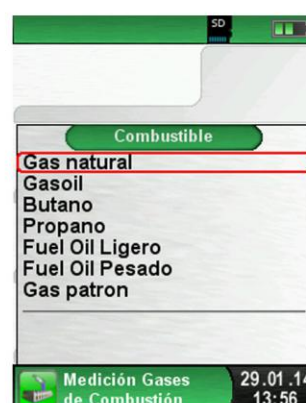 SD
Combustible
Gas natural
Gasoil
Butano
Propano
Fuel Oil Ligero
Fuel Oil Pesado
Gas patron
Medición Gases
de Combustión
29.01.14
13:56